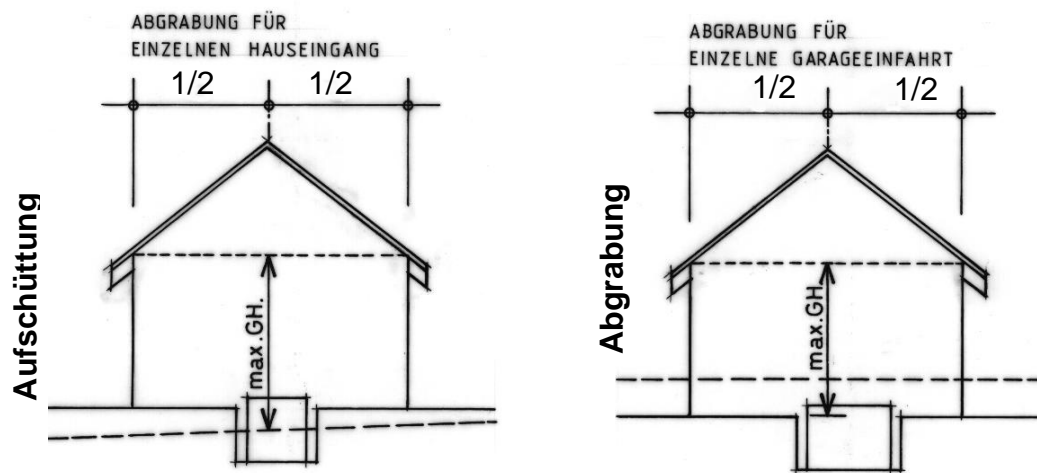 ABGRABUNG FÜR
EINZELNEN HAUSEINGANG
1/2 1/2
Aufschüttung
max.GH.
ABGRABUNG FÜR
EINZELNE GARAGEEINFAHRT
1/2 1/2
Abgrabung
max.GH